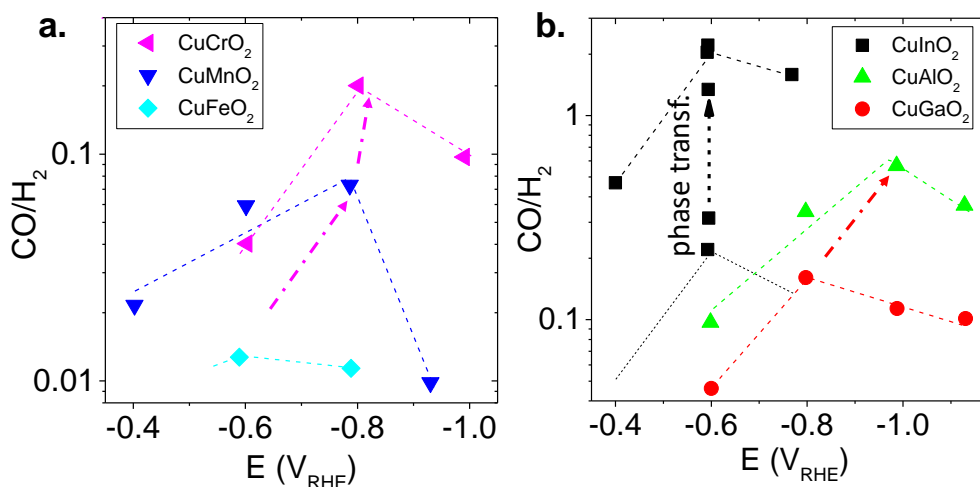 a.
CuCrO2
CuMnO2
CuFeO2
0.1
0.01
CO/H2
-0.4 -0.6 -0.8 -1.0
E (VRHE)
b.
CuInO2
CuAlO2
CuGaO2
phase transf.
1
0.1
CO/H2
-0.4 -0.6 -0.8 -1.0
E (VRHE)